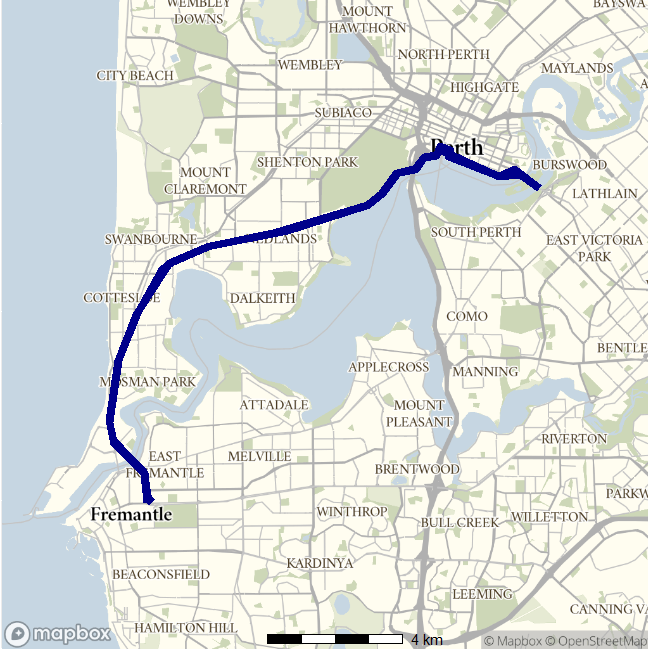 WEMBLEY
DOWNS
MOUNT
HAWTHORN
BAYSWA
NORTH PERTH
WEMBLEY
MAYLANDS
CITY BEACH
HIGHGATE
SUBIACO
Perth
SHENTON PARK
BURSWOOD
MOUNT
CLAREMONT
LATHLAIN
SOUTH PERTH
SWANBOURNE
EDLANDS
EAST VICTORIA
PARK
COTTESLOE
DALKEITH
COMO
BENTLE
APPLECROSS
MANNING
MOSMAN PARK
ATTADALE
MOUNT
PLEASANT
RIVERTON
EAST
FREMANTLE
MELVILLE
BRENTWOOD
PARKW
Fremantle
WINTHROP
WILLETTON
BULL CREEK
KARDINYA
BEACONSFIELD
LEEMING
CANNING VA
HAMILTON HILL
mapbox
4 km
© Mapbox © OpenStreetMap